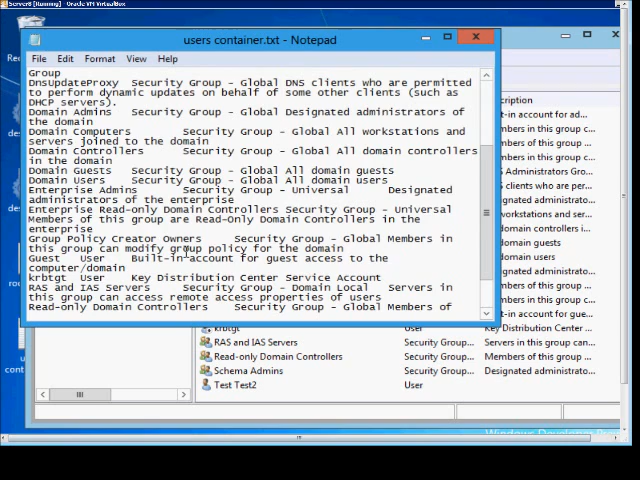 Server8 [Running] - Oracle VM VirtualBox
users container.txt - Notepad
File Edit Format View Help
Group
DnsUpdateProxy Security Group - Global DNS clients who are permitted
to perform dynamic updates on behalf of some other clients (such as
DHCP servers).
Domain Admins Security Group - Global Designated administrators of
the domain
Domain Computers Security Group - Global All workstations and
servers joined to the domain
Domain Controllers Security Group - Global All domain controllers
in the domain
Domain Guests Security Group - Global All domain guests
Domain Users Security Group - Global All domain users
Enterprise Admins Security Group - Universal Designated
administrators of the enterprise
Enterprise Read-only Domain Controllers Security Group - Universal
Members of this group are Read-Only Domain Controllers in the
enterprise
Group Policy Creator Owners Security Group - Global Members in
this group can modify group policy for the domain
Guest User Built-in account for guest access to the
computer/domain
krbtgt User Key Distribution Center Service Account
RAS and IAS Servers Security Group - Domain Local Servers in
this group can access remote access properties of users
Read-only Domain Controllers Security Group - Global Members of
cription
t-in account for ad...
mbers in this group c...
mbers in this group c...
mbers in this group c...
S Administrators Gro...
S clients who are per...
signated administrato...
workstations and ser...
domain controllers i...
domain guests
domain users
signated administrato...
mbers of this group ...
mbers in this group c...
t-in account for gues...
krbtgt User Key Distribution Center ...
RAS and IAS Servers Security Group... Servers in this group can...
Read-only Domain Controllers Security Group... Members of this group ...
Schema Admins Security Group... Designated administrato...
Test Test2 User